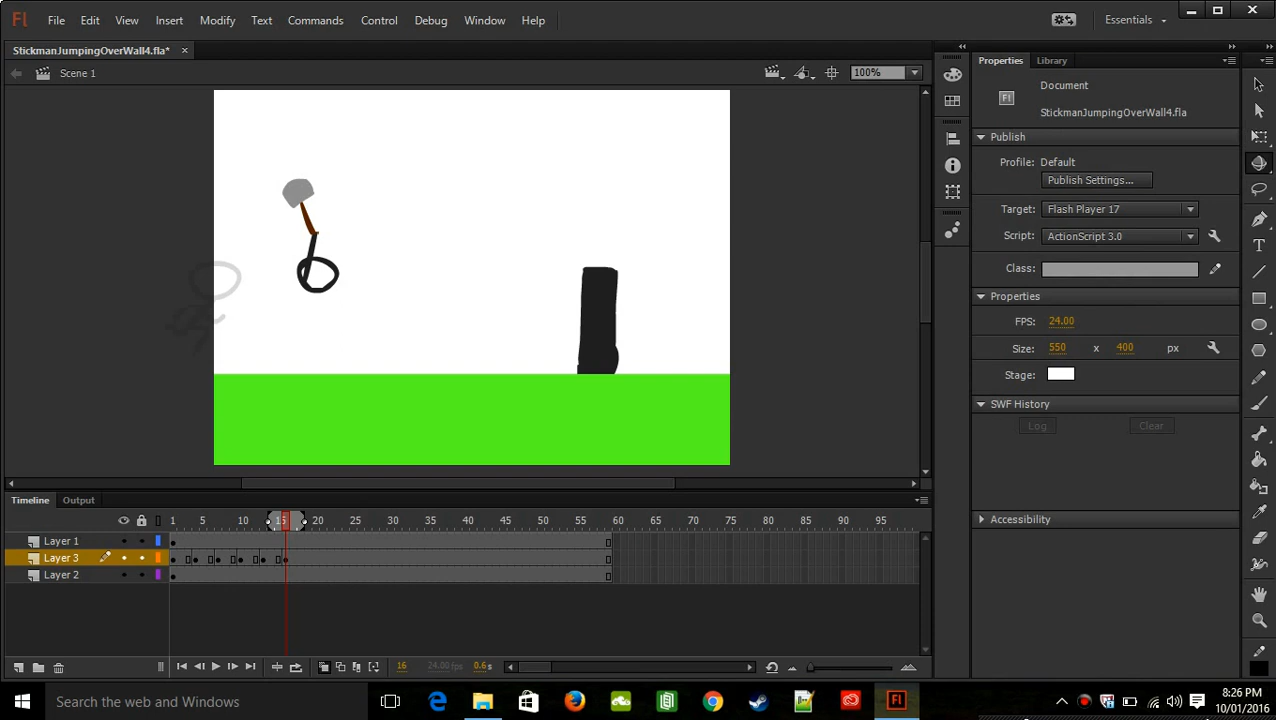 Fl File Edit View Insert Modify Text Commands Control Debug Window Help Essentials
StickmanJumpingOverWall4.fla*
Scene 1 100%
Properties Library
Document
Fl
StickmanJumpingOverWall4.fla
Publish
Profile: Default
Publish Settings...
Target: Flash Player 17
Script: ActionScript 3.0
Class:
Properties
FPS: 24.00
Size: 550 x 400 px
Stage:
SWF History
Log Clear
Accessibility
Timeline Output
1 5 10 15 20 25 30 35 40 45 50 55 60 65 70 75 80 85 90 95
Layer 1
Layer 3
Layer 2
16 24.00 fps 0.6 s
Search the web and Windows
Fl
8:26 PM
10/01/2016